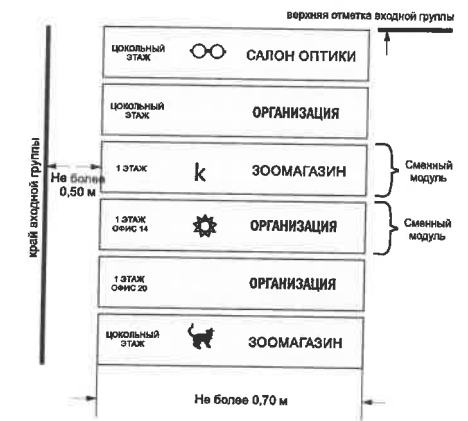 верхняя отметка входной группы
ЦОКОЛЬНЫЙ
ЭТАЖ
САЛОН ОПТИКИ
ЦОКОЛЬНЫЙ
ЭТАЖ
ОРГАНИЗАЦИЯ
край входной группы
Не более
0,50 м
1 ЭТАЖ
k
ЗООМАГАЗИН
Сменный
модуль
1 ЭТАЖ
ОФИС 14
ОРГАНИЗАЦИЯ
Сменный
модуль
1 ЭТАЖ
ОФИС 20
ОРГАНИЗАЦИЯ
ЦОКОЛЬНЫЙ
ЭТАЖ
ЗООМАГАЗИН
Не более 0,70 м